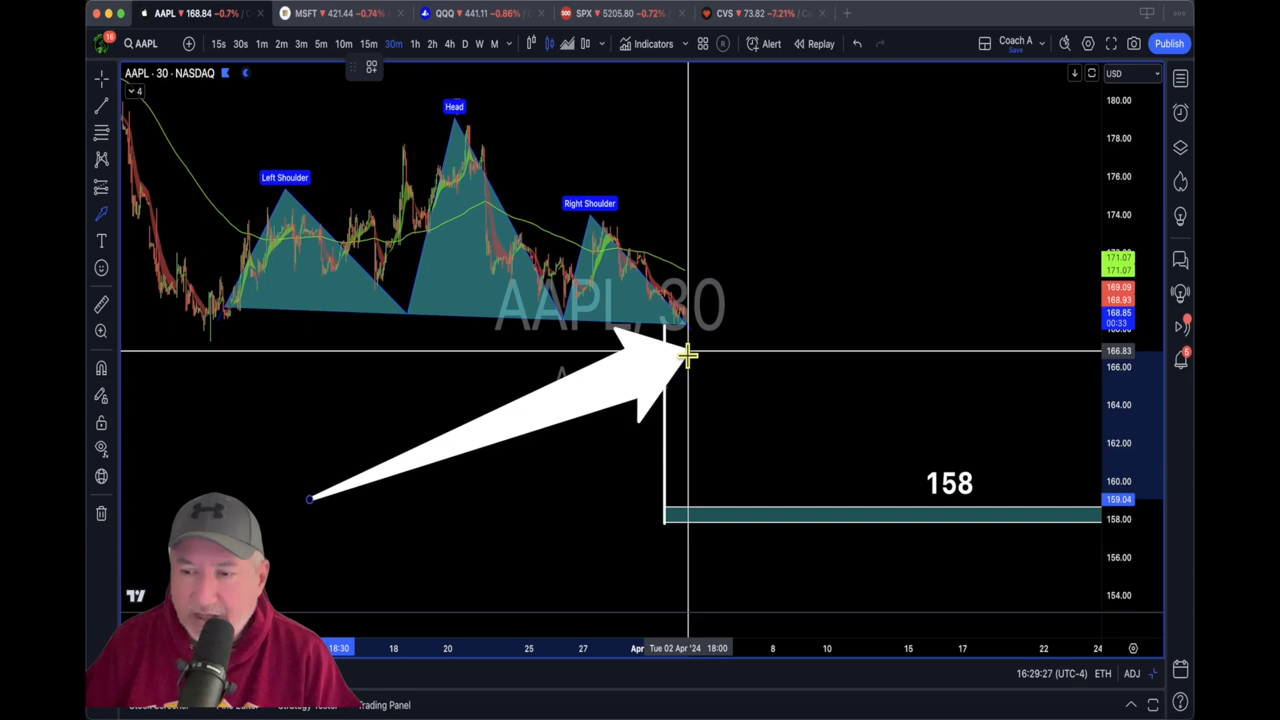 AAPL ▼ 168.84 −0.7%
MSFT ▼ 421.44 −0.74%
QQQ ▼ 441.11 −0.86%
SPX ▼ 5205.80 −0.72%
CVS ▼ 73.82 −7.21%
AAPL 15s 30s 1m 2m 3m 5m 10m 15m 30m 1h 2h 4h D W M Indicators Alert Replay Coach A Save Publish
16
AAPL · 30 · NASDAQ
USD
4
Head
Left Shoulder
Right Shoulder
AAPL, 30
180.00
178.00
176.00
174.00
171.07
171.07
169.09
168.93
168.85
00:33
166.83
166.00
164.00
162.00
160.00
159.04
158.00
156.00
154.00
158
5
18:30 18 20 25 27 Apr Tue 02 Apr '24 18:00 8 10 15 17 22 24
16:29:27 (UTC-4) ETH ADJ
Trading Panel